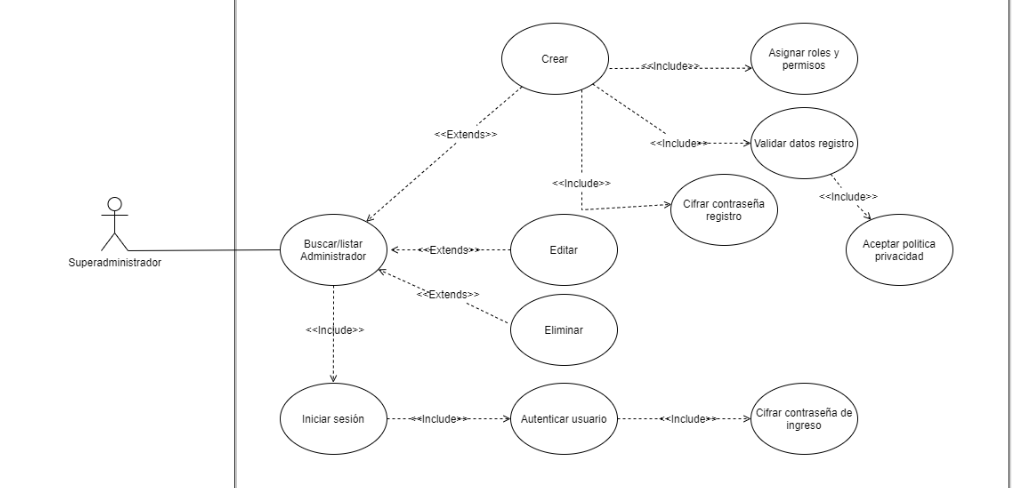 Crear
<<Include>>
Asignar roles y
permisos
<<Extends>>
<<Include>>
Validar datos registro
<<Include>>
Cifrar contraseña
registro
<<Include>>
Aceptar politica
privacidad
Superadministrador
Buscar/listar
Administrador
<<Extends>>
Editar
<<Extends>>
Eliminar
<<Include>>
Iniciar sesión
<<Include>>
Autenticar usuario
<<Include>>
Cifrar contraseña de
ingreso